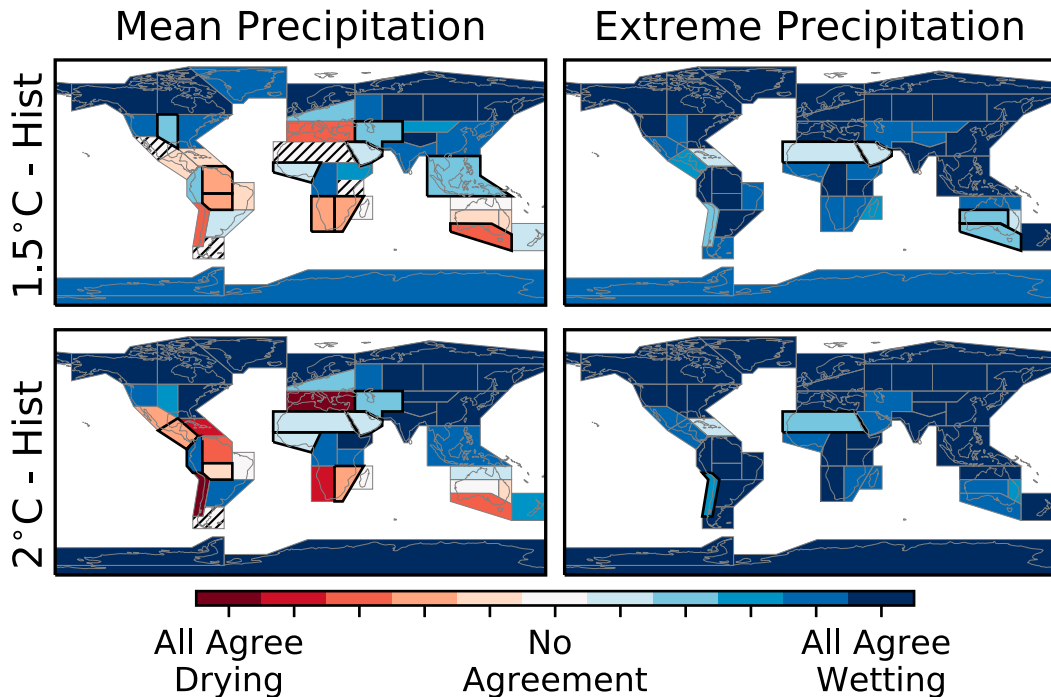 Mean Precipitation
Extreme Precipitation
1.5°C - Hist
2°C - Hist
All Agree
Drying
No
Agreement
All Agree
Wetting